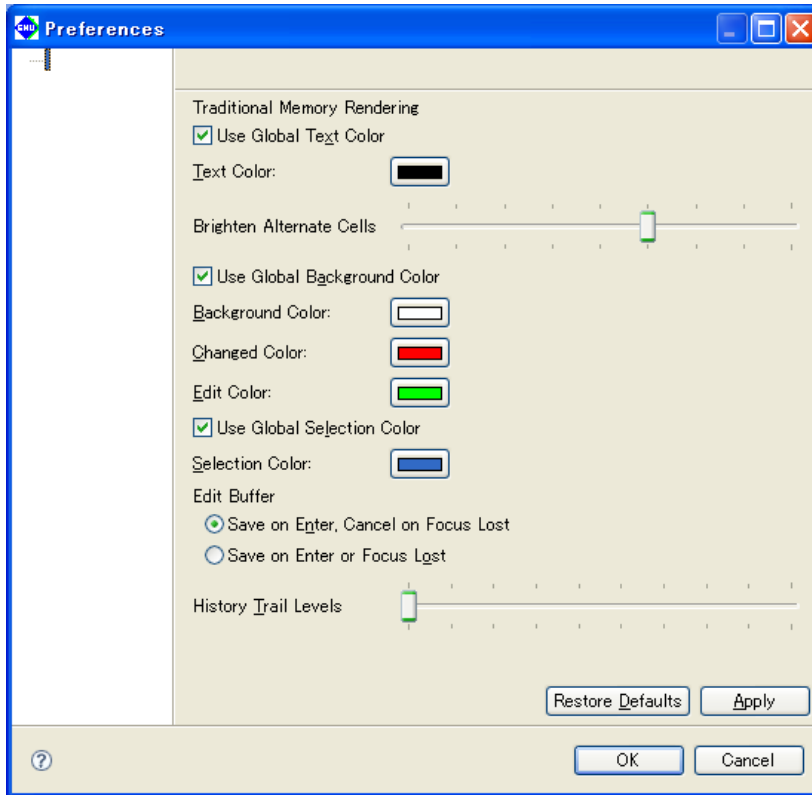 EMU Preferences
Traditional Memory Rendering
Use Global Text Color
Text Color:
Brighten Alternate Cells
Use Global Background Color
Background Color:
Changed Color:
Edit Color:
Use Global Selection Color
Selection Color:
Edit Buffer
Save on Enter, Cancel on Focus Lost
Save on Enter or Focus Lost
History Trail Levels
Restore Defaults Apply
? OK Cancel